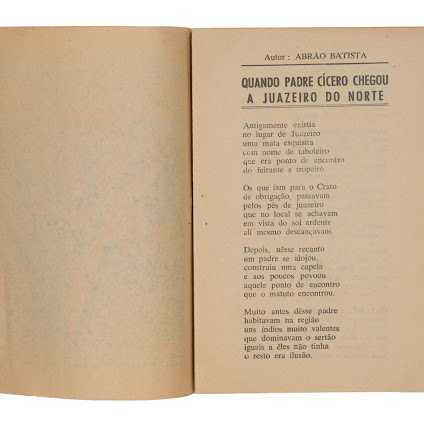 Autor : ABRÃO BATISTA
QUANDO PADRE CÍCERO CHEGOU
A JUAZEIRO DO NORTE
Antigamente existia
no lugar de Juazeiro
uma mata esquisita
com nome de taboleiro
que era ponto de encontro
do feirante e tropeiro.
Os que iam para o Crato
de obrigação, passavam
pelos pés de juazeiro
que no local se achavam
em vista do sol ardente
ali mesmo descançavam.
Depois, nêsse recanto
um padre se alojou,
construiu uma capela
e aos poucos povoou
aquele ponto de encontro
que o matuto encontrou.
Muito antes dêsse padre
habitavam na região
uns índios muito valentes
que dominavam o sertão
iguais a êles não tinha
o resto era ilusão.